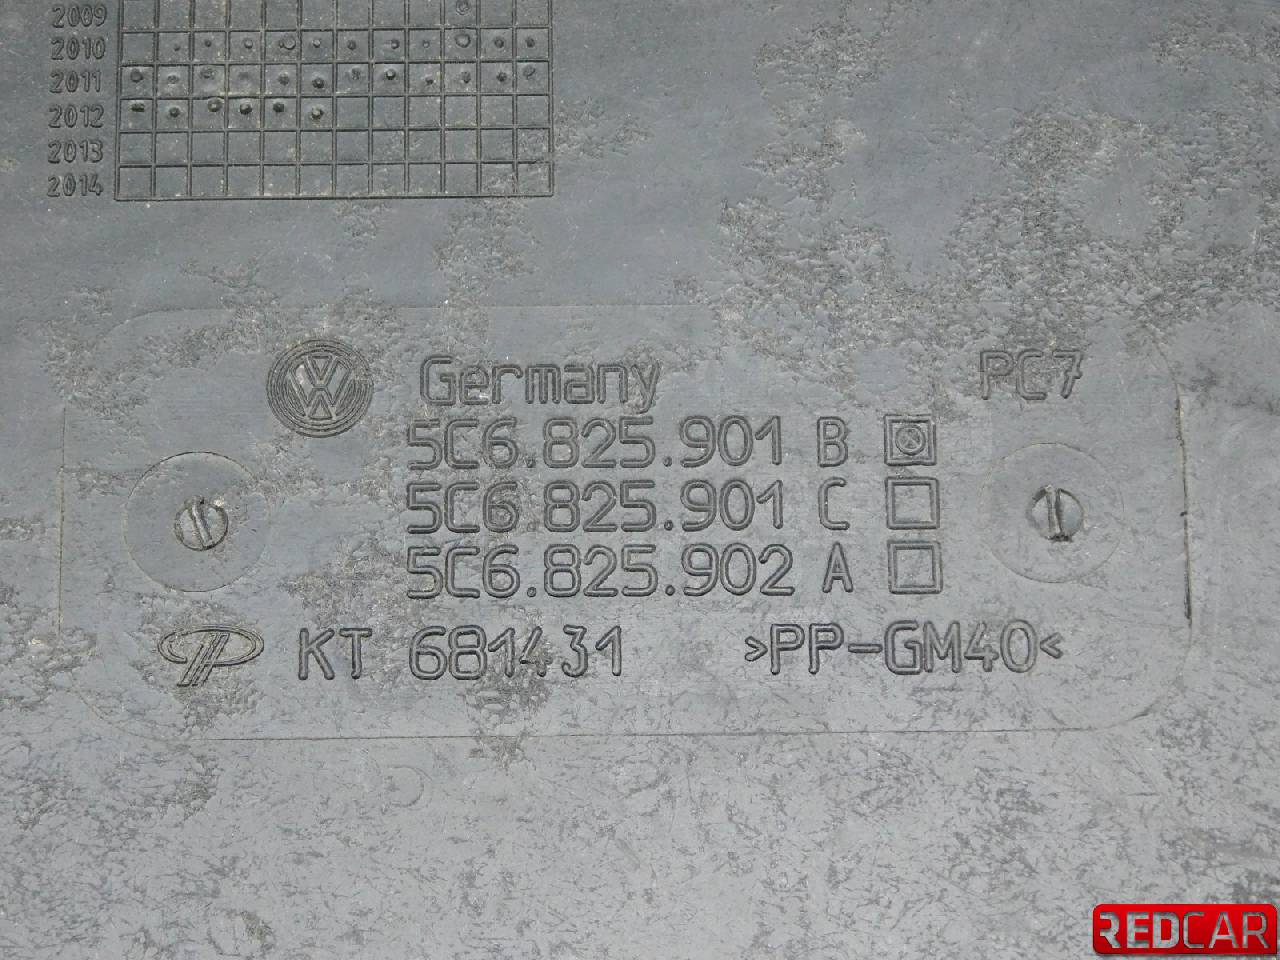 2009
2010
2011
2012
2013
2014
Germany
PC7
5C6.825.901 B
5C6.825.901 C
5C6.825.902 A
KT 681431 >PP-GM40<
REDCAR